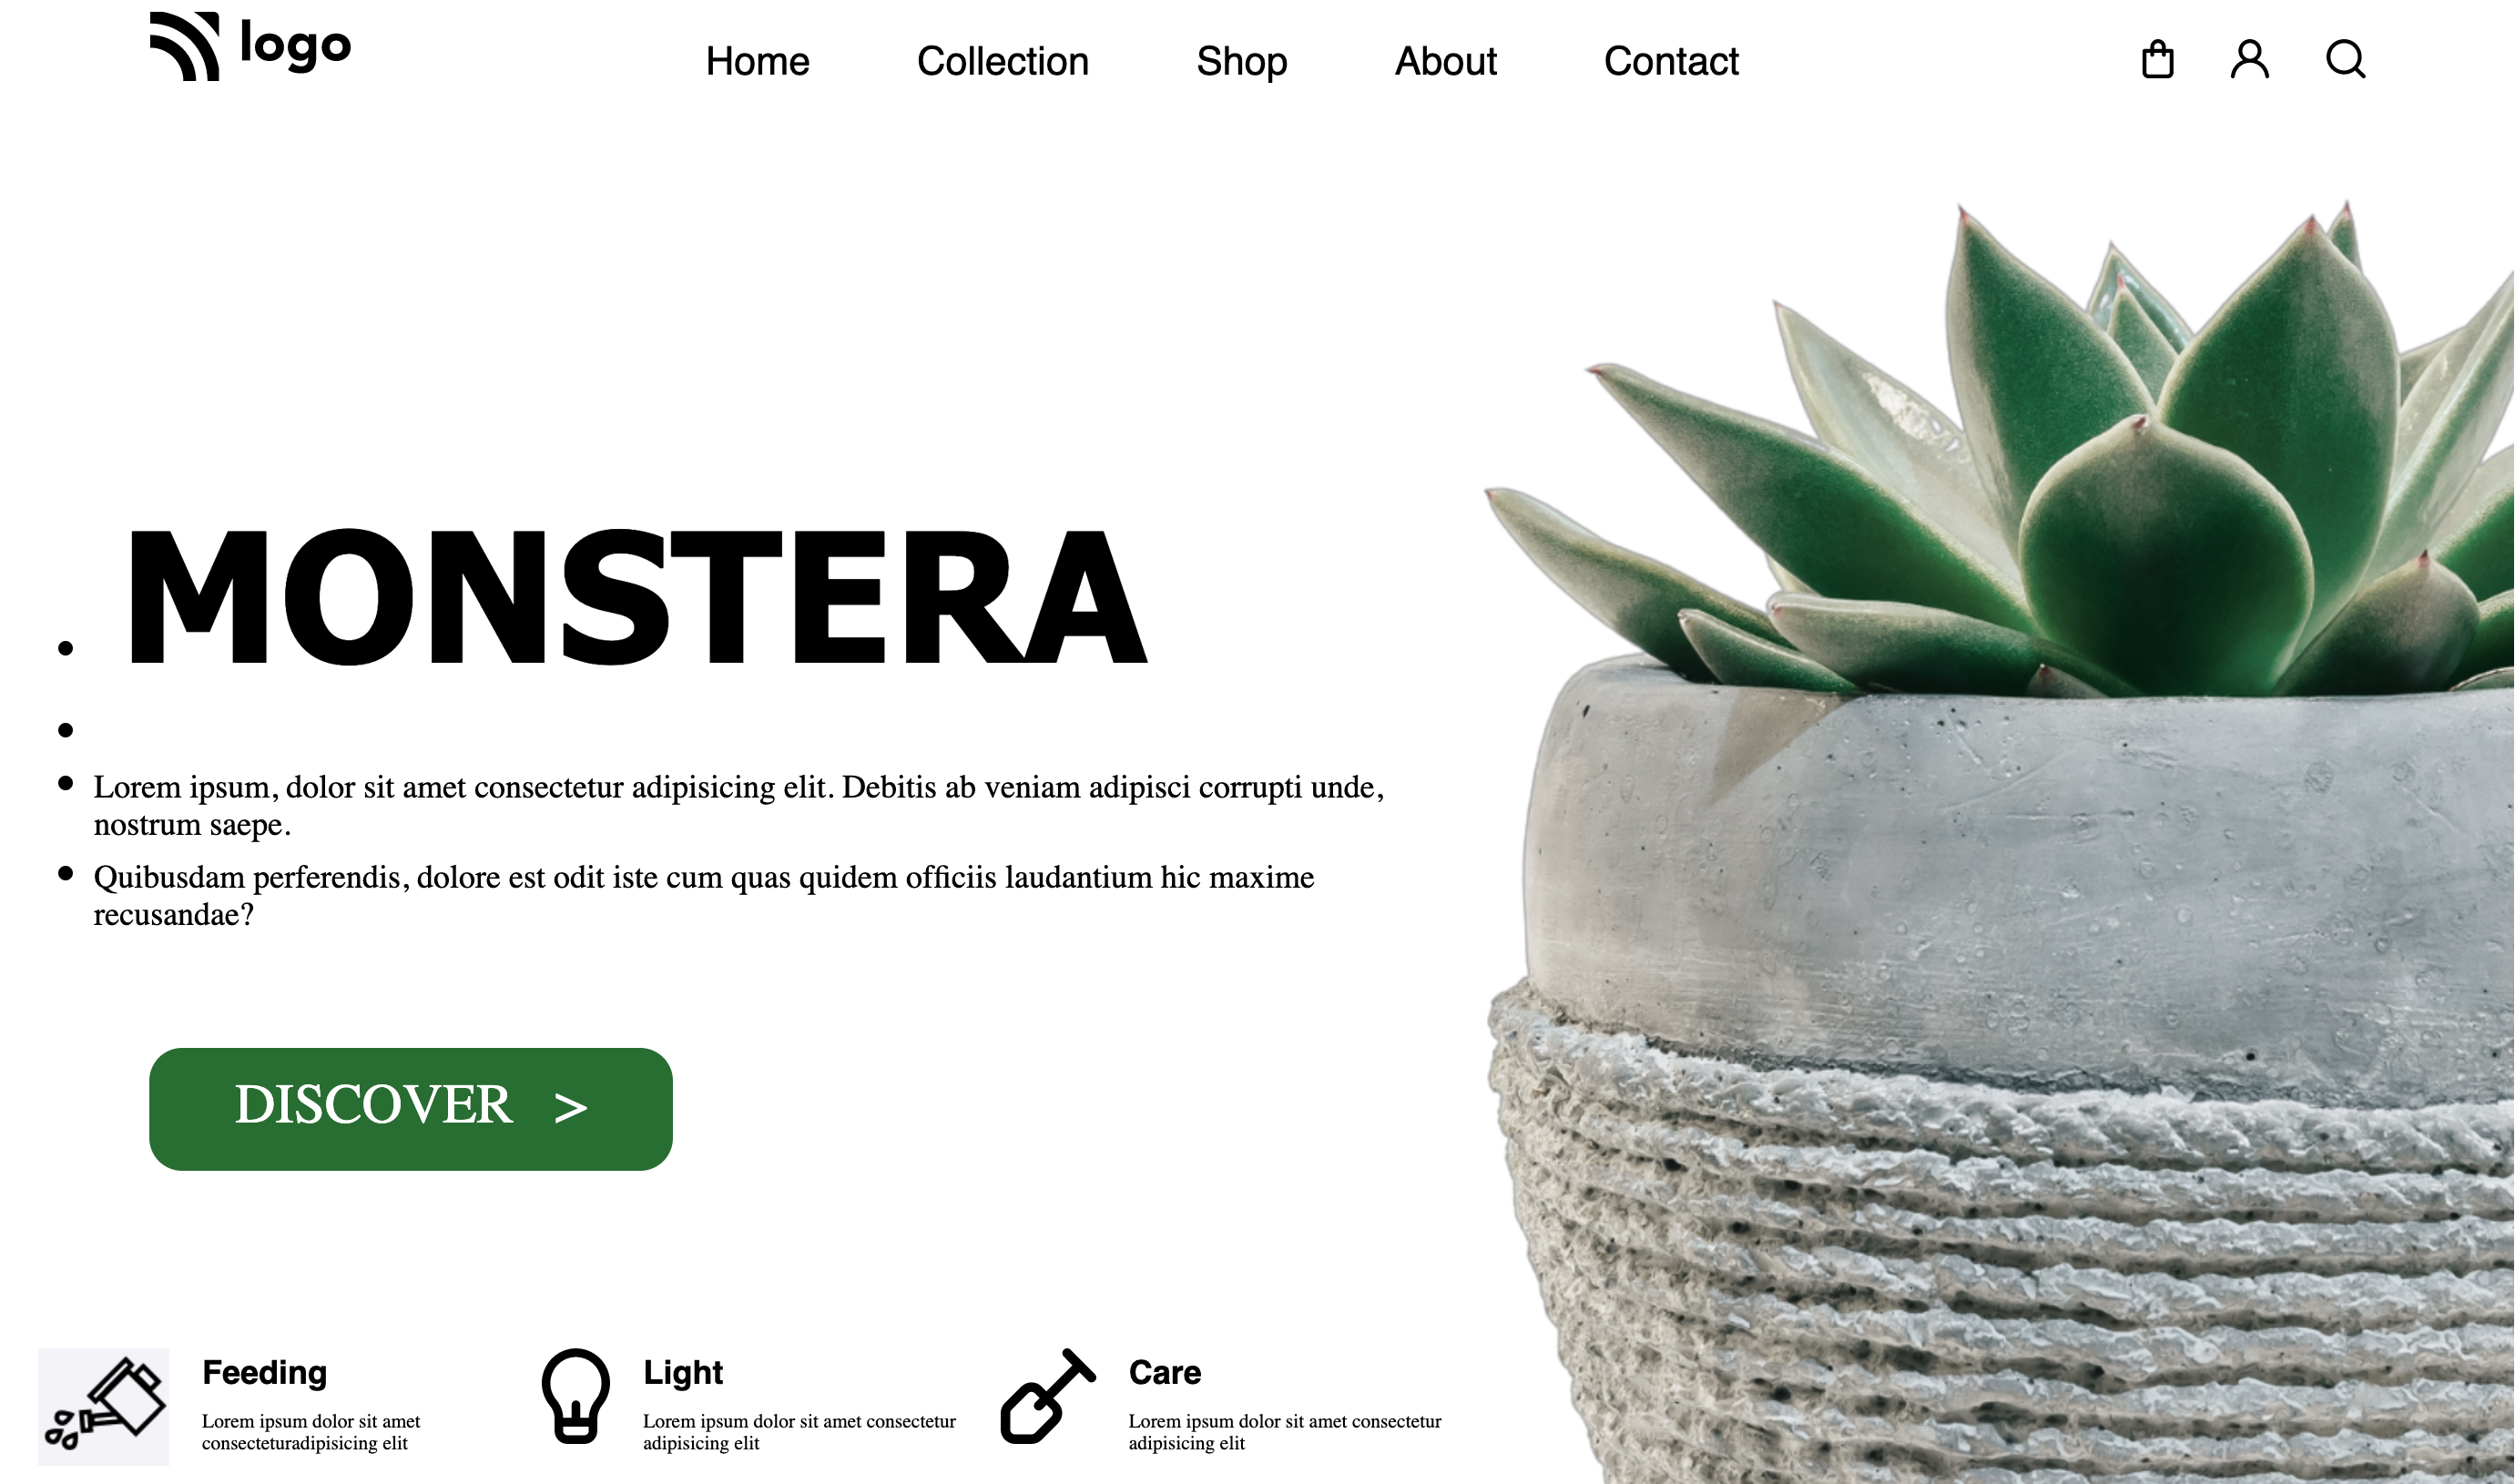 logo
Home Collection Shop About Contact
MONSTERA
Lorem ipsum, dolor sit amet consectetur adipisicing elit. Debitis ab veniam adipisci corrupti unde,
nostrum saepe.
Quibusdam perferendis, dolore est odit iste cum quas quidem officiis laudantium hic maxime
recusandae?
DISCOVER >
Feeding
Lorem ipsum dolor sit amet
consecteturadipisicing elit
Light
Lorem ipsum dolor sit amet consectetur
adipisicing elit
Care
Lorem ipsum dolor sit amet consectetur
adipisicing elit